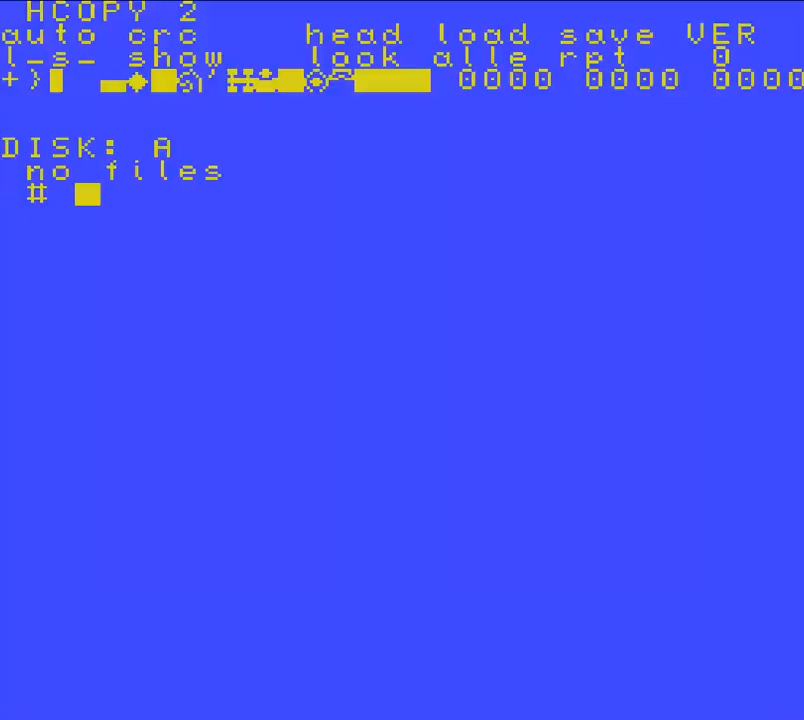 HCOPY 2
auto crc head load save VER
l-s- show look alle rpt 0
+} 0000 0000 0000
DISK: A
no files
#